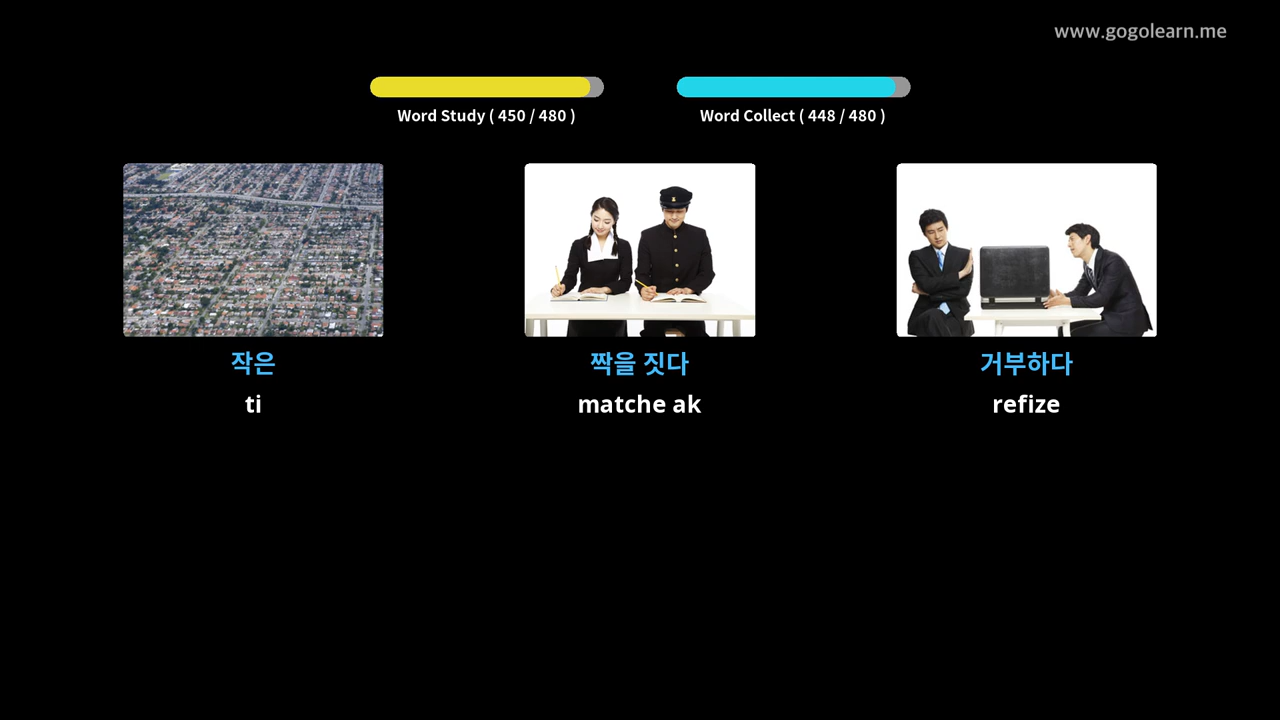 www.gogolearn.me
Word Study ( 450 / 480 )
Word Collect ( 448 / 480 )
작은
짝을 짓다
거부하다
ti
matche ak
refize